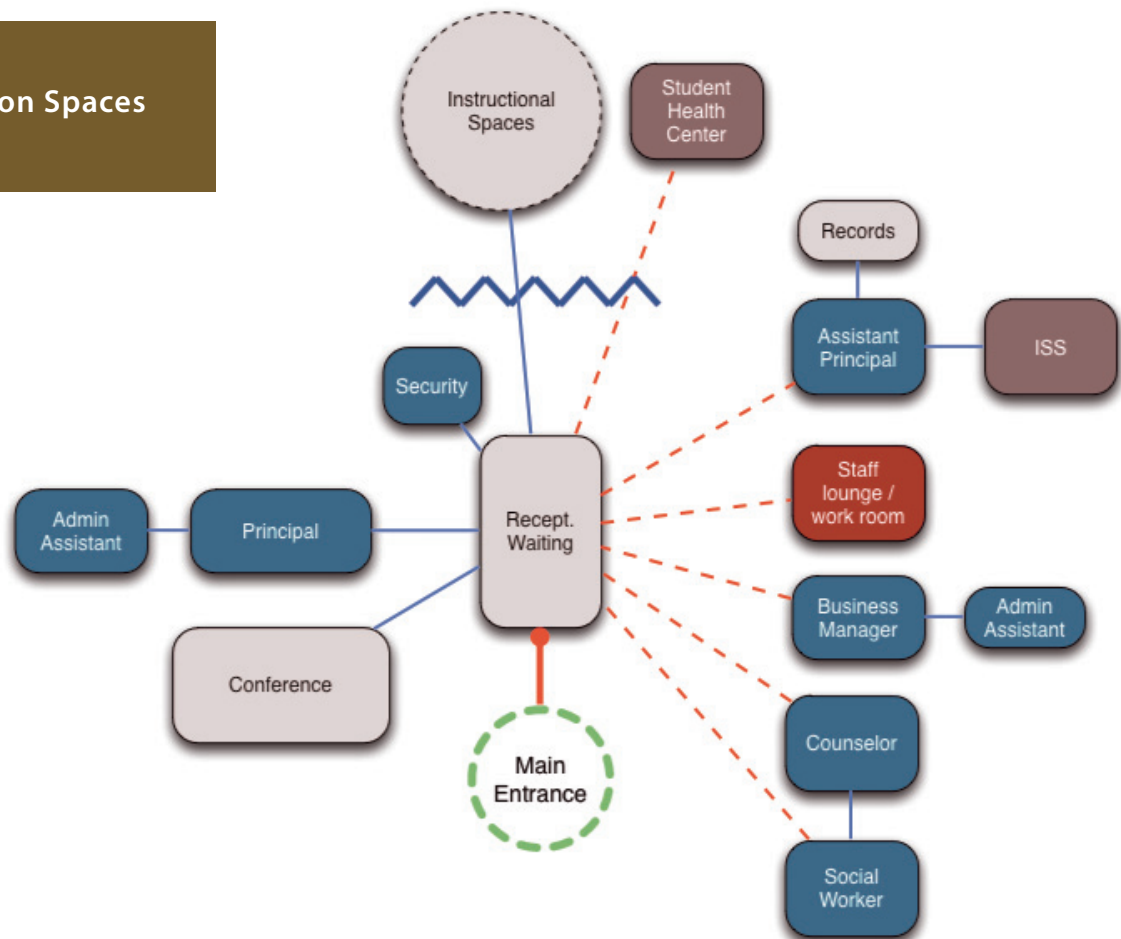 on Spaces
Instructional
Spaces
Student
Health
Center
Records
Assistant
Principal
ISS
Security
Staff
lounge /
work room
Admin
Assistant
Principal
Recept.
Waiting
Business
Manager
Admin
Assistant
Conference
Counselor
Main
Entrance
Social
Worker